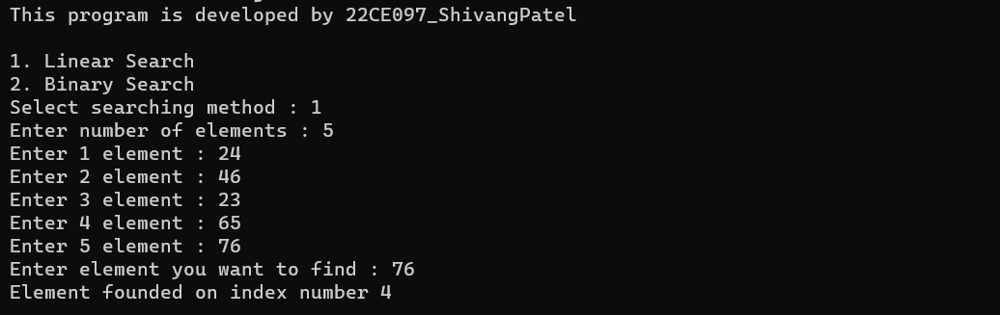 This program is developed by 22CE097_ShivangPatel
1. Linear Search
2. Binary Search
Select searching method : 1
Enter number of elements : 5
Enter 1 element : 24
Enter 2 element : 46
Enter 3 element : 23
Enter 4 element : 65
Enter 5 element : 76
Enter element you want to find : 76
Element founded on index number 4